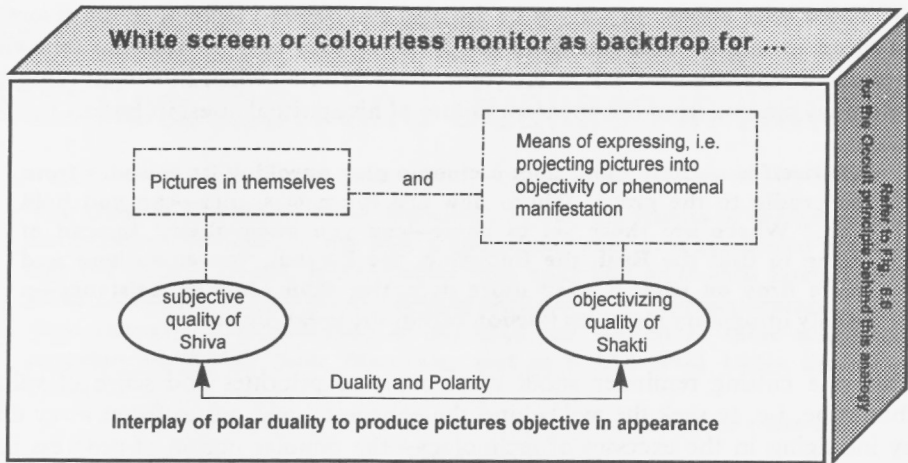 White screen or colourless monitor as backdrop for ...
Pictures in themselves
and
Means of expressing, i.e.
projecting pictures into
objectivity or phenomenal
manifestation
subjective
quality of
Shiva
objectivizing
quality of
Shakti
Duality and Polarity
Interplay of polar duality to produce pictures objective in appearance
Refer to Fig 6.6
for the Occult principle behind this analogy